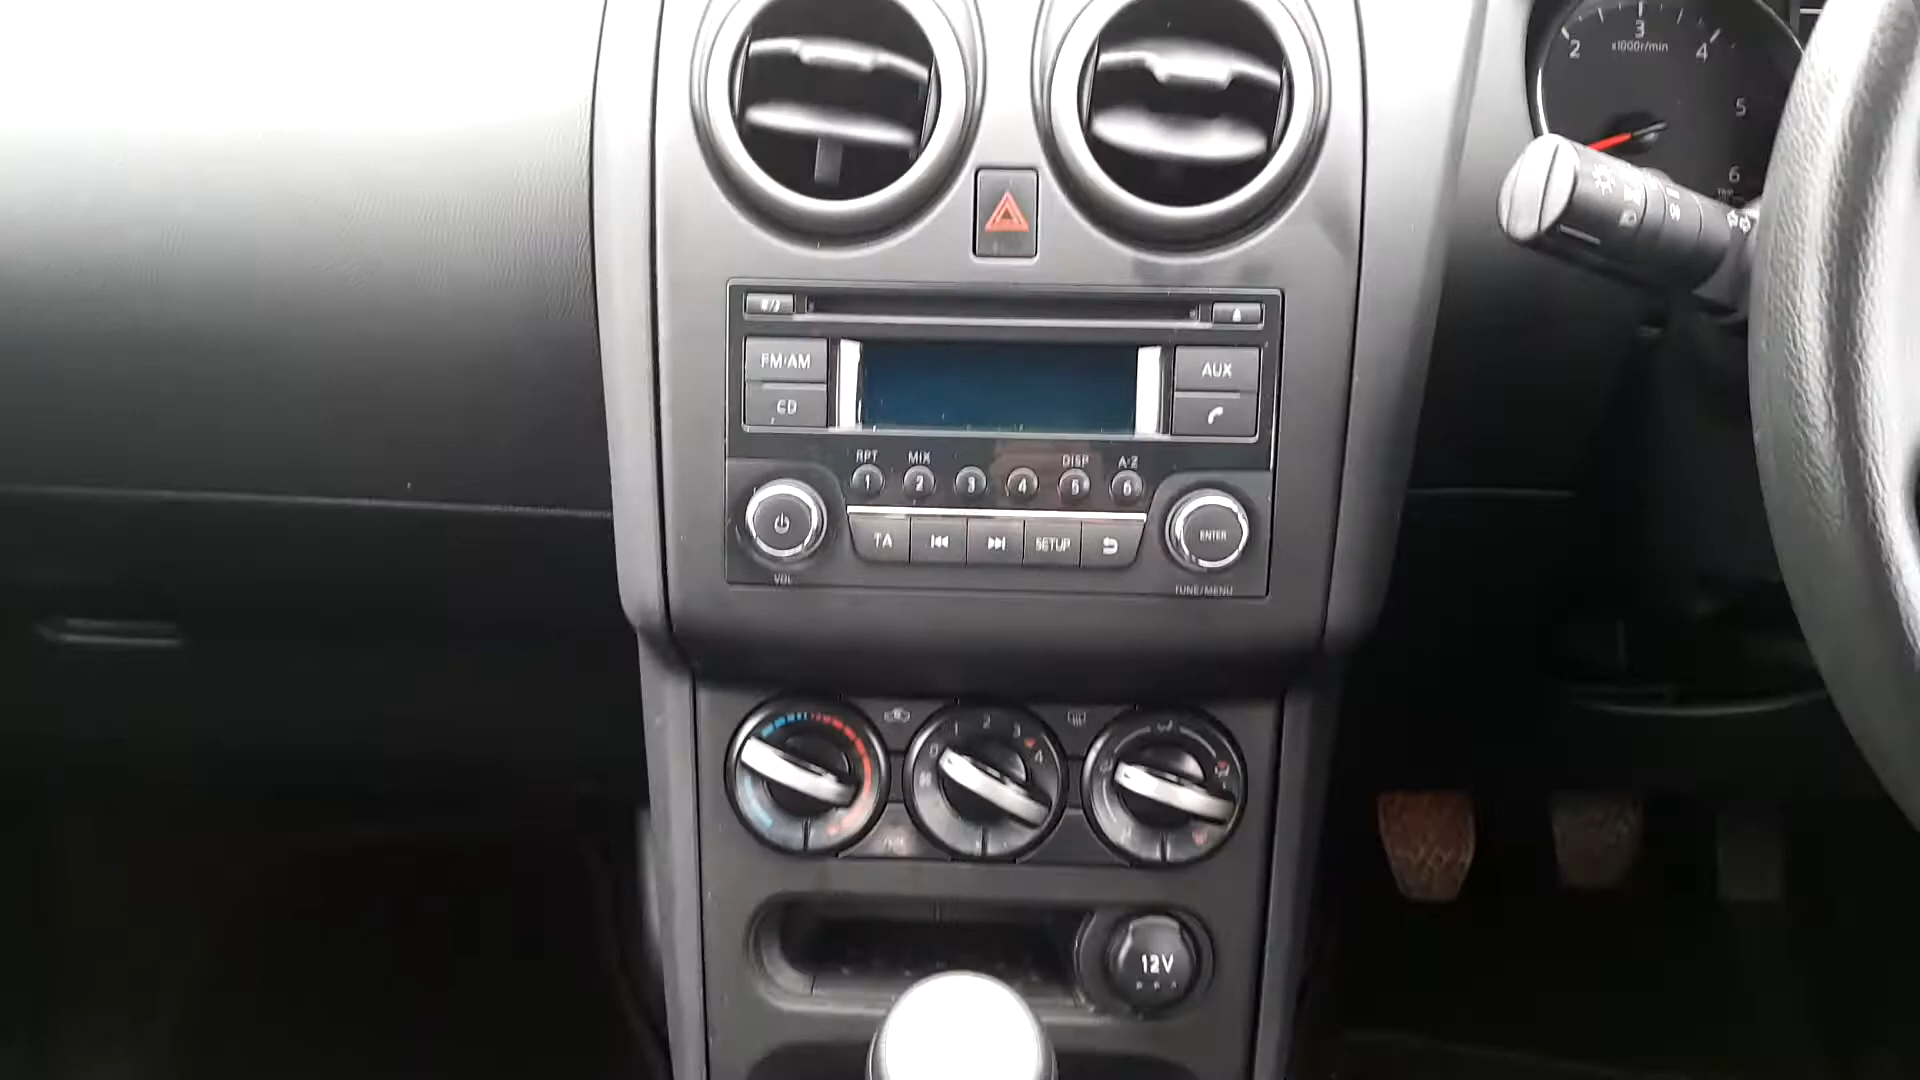 2
3
4
x1000r/min
5
6
FM·AM
CD
AUX
RPT
MIX
DISP
A-Z
1
2
3
4
5
6
TA
SETUP
ENTER
VOL
TUNE/MENU
0
1
2
3
4
12V